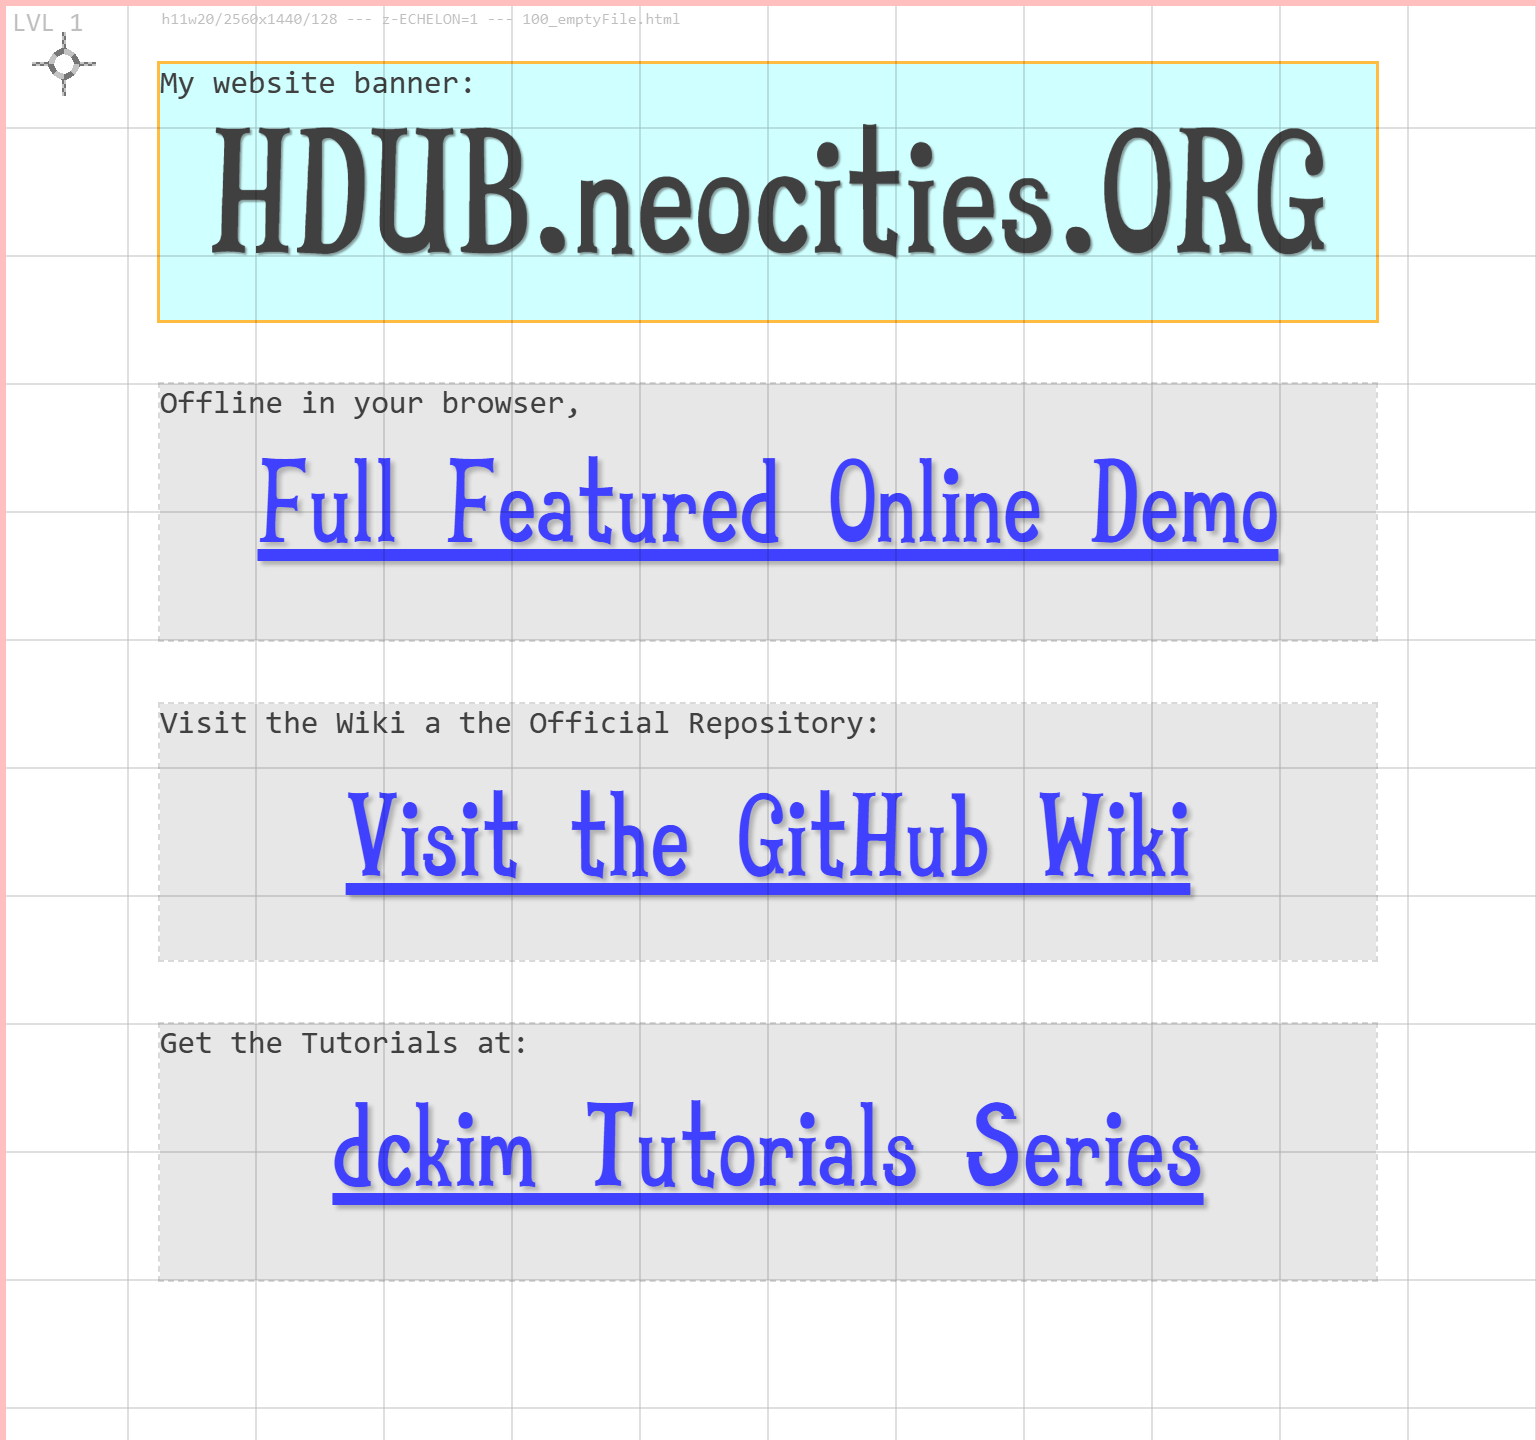 LVL 1
h11w20/2560x1440/128 --- z-ECHELON=1 --- 100_emptyFile.html
My website banner:
HDUB.neocities.ORG
Offline in your browser,
Full Featured Online Demo
Visit the Wiki a the Official Repository:
Visit the GitHub Wiki
Get the Tutorials at:
dckim Tutorials Series